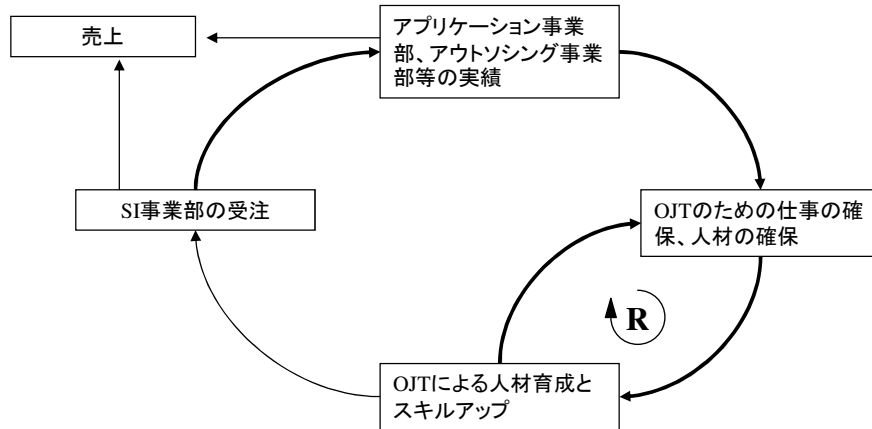 売上
アプリケーション事業
部、アウトソシング事業
部等の実績
SI事業部の受注
OJTのための仕事の確
保、人材の確保
R
OJTによる人材育成と
スキルアップ